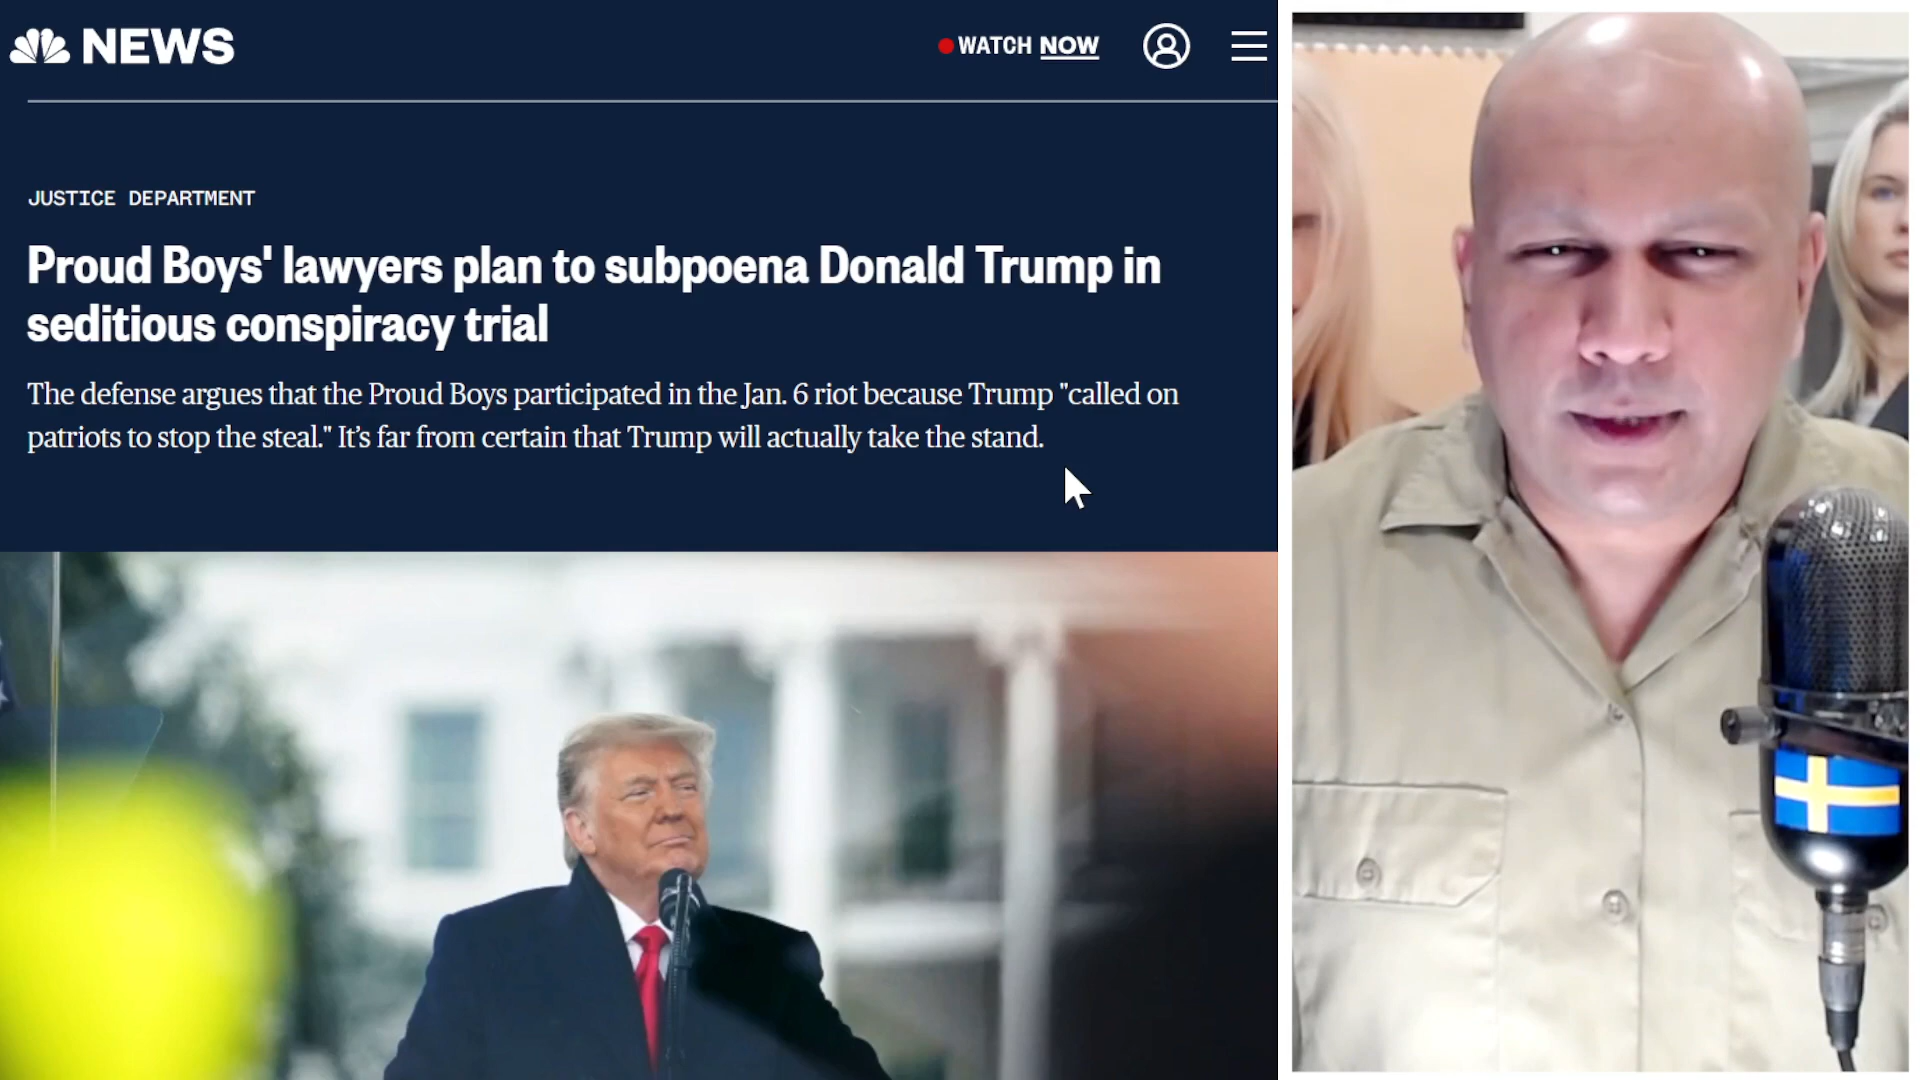 NEWS
WATCH NOW
JUSTICE DEPARTMENT
Proud Boys' lawyers plan to subpoena Donald Trump in
seditious conspiracy trial
The defense argues that the Proud Boys participated in the Jan. 6 riot because Trump "called on
patriots to stop the steal." It’s far from certain that Trump will actually take the stand.